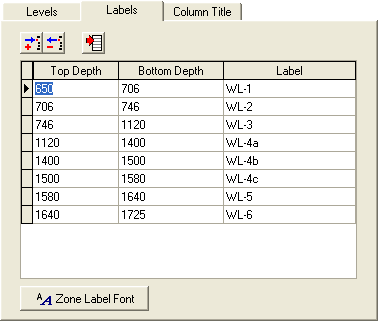 Levels Labels Column Title
Top Depth Bottom Depth Label
650 706 WL-1
706 746 WL-2
746 1120 WL-3
1120 1400 WL-4a
1400 1500 WL-4b
1500 1580 WL-4c
1580 1640 WL-5
1640 1725 WL-6
AA Zone Label Font